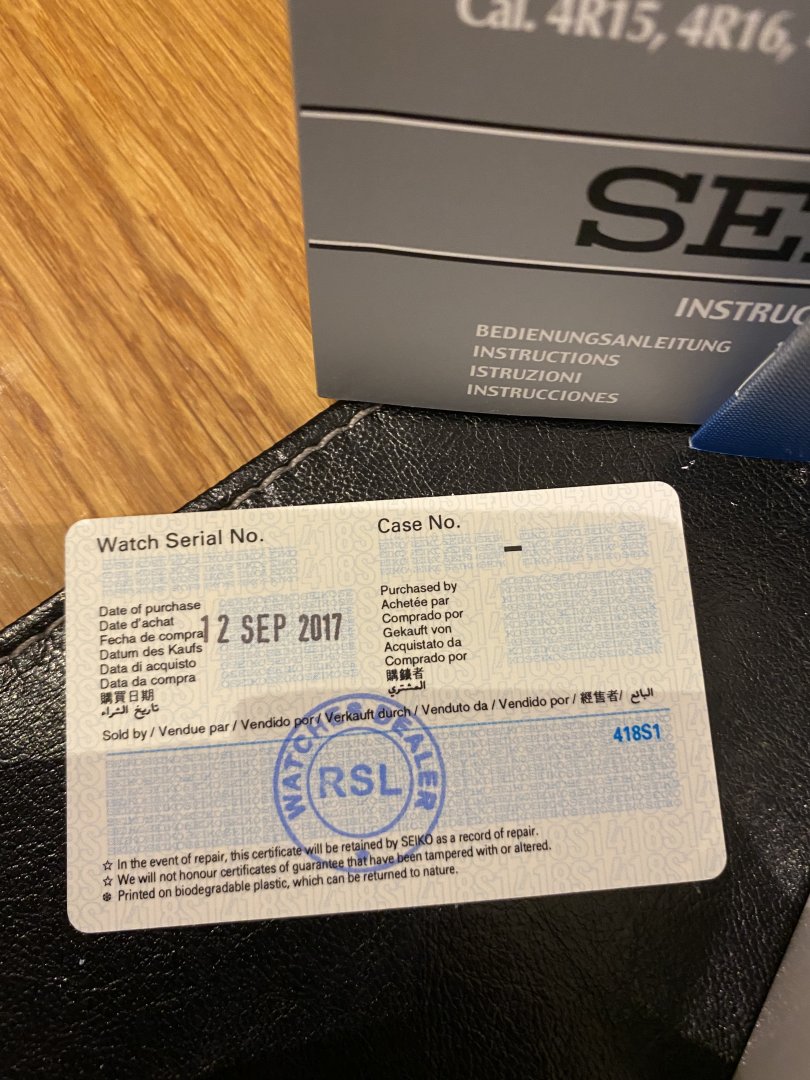 Cal. 4R15, 4R16,
SE
INSTRUC
BEDIENUNGSANLEITUNG
INSTRUCTIONS
ISTRUZIONI
INSTRUCCIONES
Watch Serial No.
Case No.
–
Date of purchase
Date d'achat
Fecha de compra
Datum des Kaufs
Data di acquisto
Data da compra
購買日期
تاريخ الشراء
12 SEP 2017
Purchased by
Achetée par
Comprado por
Gekauft von
Acquistato da
Comprado por
購鐘者
المشتري
Sold by / Vendue par / Vendido por / Verkauft durch / Venduto da / Vendido por / 經售者 / البائع
418S1
WATCHES DEALER
RSL
☆ In the event of repair, this certificate will be retained by SEIKO as a record of repair.
☆ We will not honour certificates of guarantee that have been tampered with or altered.
❄ Printed on biodegradable plastic, which can be returned to nature.